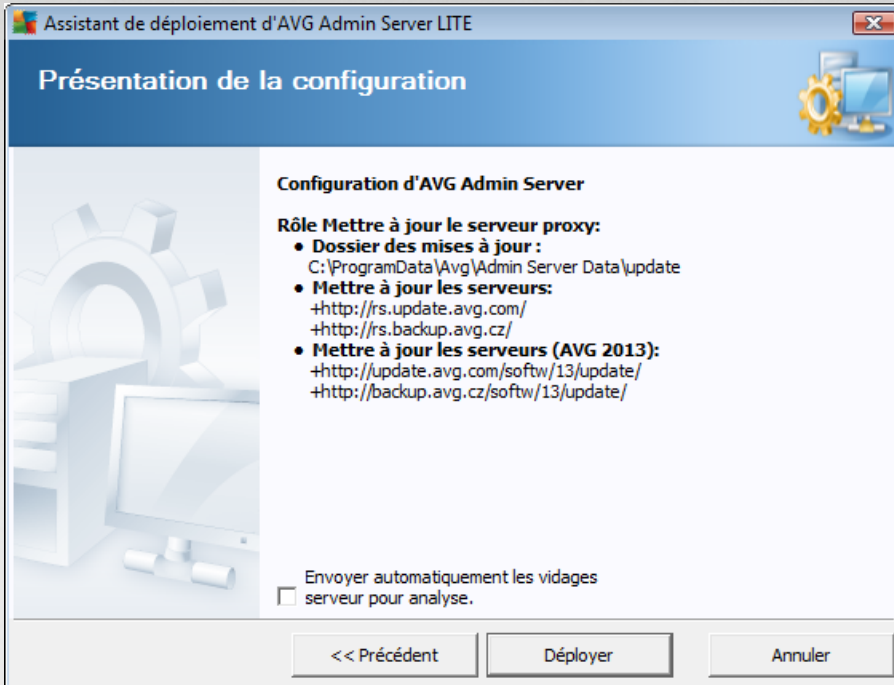 Assistant de déploiement d'AVG Admin Server LITE
Présentation de la configuration
Configuration d'AVG Admin Server
Rôle Mettre à jour le serveur proxy:
• Dossier des mises à jour :
C:\ProgramData\Avg\Admin Server Data\update
• Mettre à jour les serveurs:
+http://rs.update.avg.com/
+http://rs.backup.avg.cz/
• Mettre à jour les serveurs (AVG 2013):
+http://update.avg.com/softw/13/update/
+http://backup.avg.cz/softw/13/update/
Envoyer automatiquement les vidages
serveur pour analyse.
<< Précédent
Déployer
Annuler